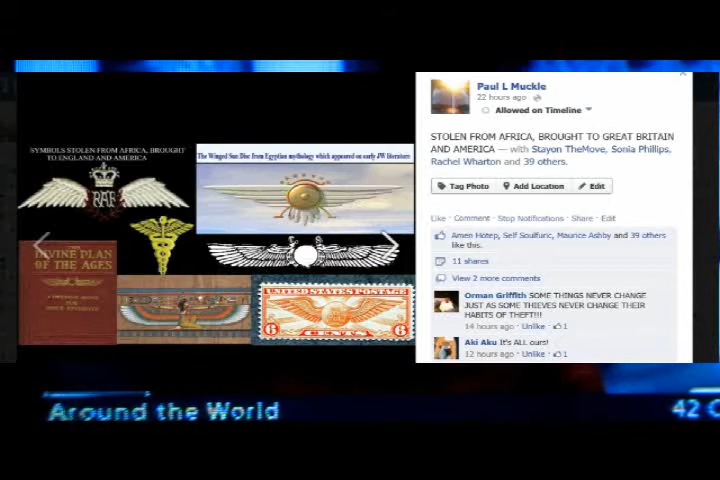 SYMBOLS STOLEN FROM AFRICA, BROUGHT
TO ENGLAND AND AMERICA
RAF
The Winged Sun Disc from Egyptian mythology which appeared on early JW literature
DIVINE PLAN
OF THE AGES
UNITED STATES POSTAGE
6 CENTS 6
Paul L Muckle
22 hours ago
Allowed on Timeline
STOLEN FROM AFRICA, BROUGHT TO GREAT BRITAIN
AND AMERICA — with Stayon TheMove, Sonia Phillips,
Rachel Wharton and 39 others.
Tag Photo Add Location Edit
Like · Comment · Stop Notifications · Share · Edit
Amen Hotep, Self Soulfuric, Maurice Ashby and 39 others
like this.
11 shares
View 2 more comments
Orman Griffith SOME THINGS NEVER CHANGE
JUST AS SOME THIEVES NEVER CHANGE THEIR
HABITS OF THEFT!!!
14 hours ago · Unlike · 1
Aki Aku It's ALL ours!
12 hours ago · Unlike · 1
Around the World
42